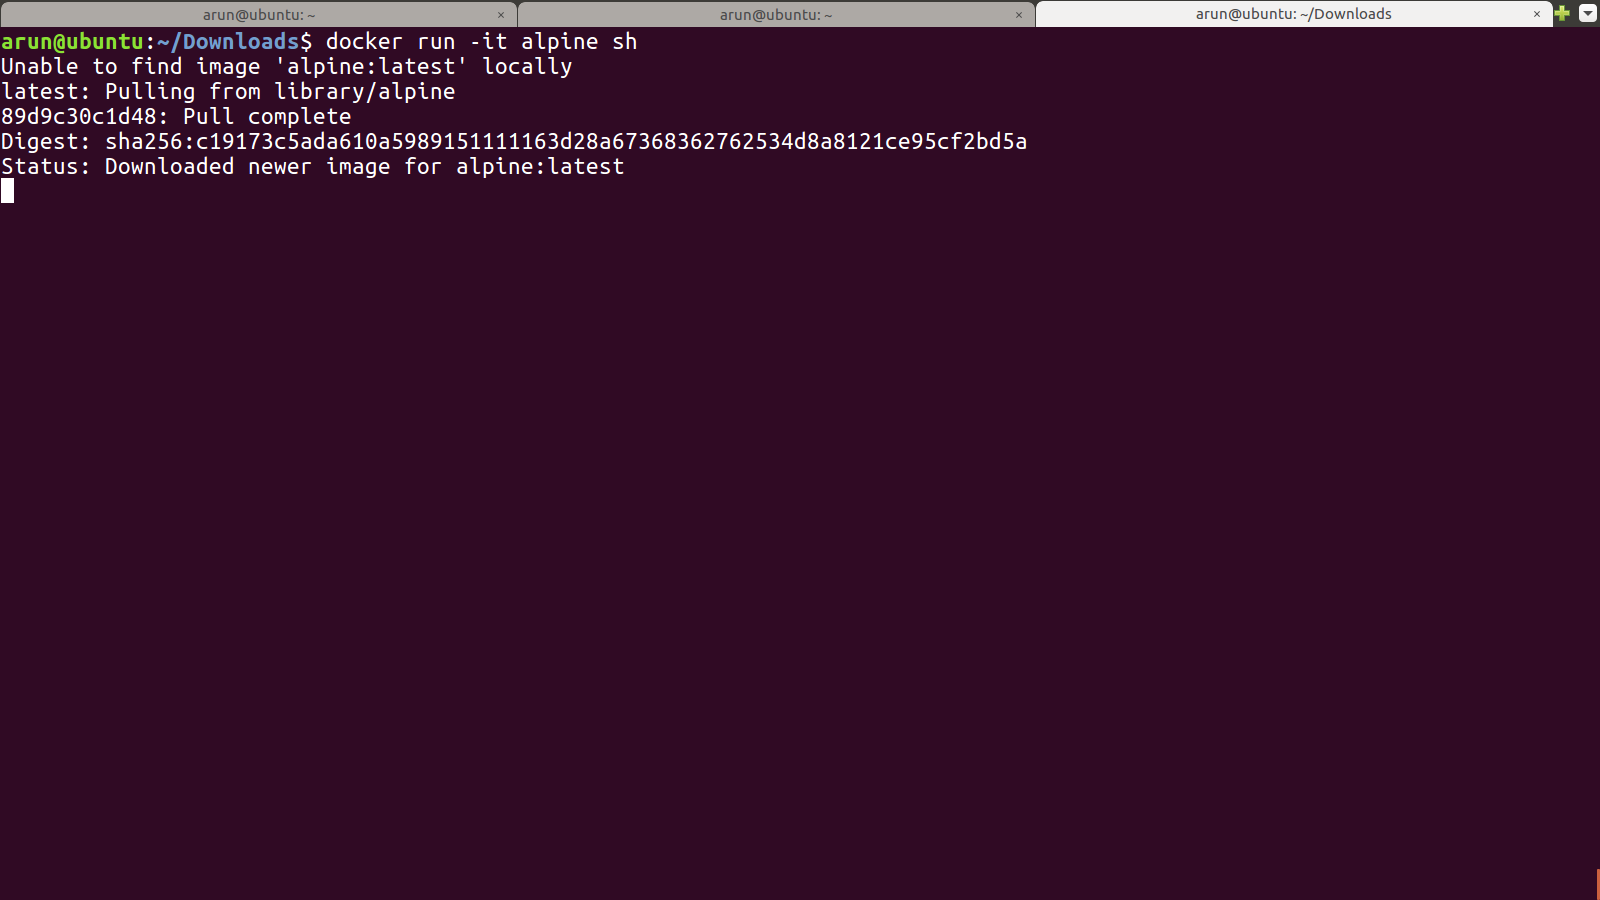 arun@ubuntu: ~ × arun@ubuntu: ~ × arun@ubuntu: ~/Downloads ×
arun@ubuntu:~/Downloads$ docker run -it alpine sh
Unable to find image 'alpine:latest' locally
latest: Pulling from library/alpine
89d9c30c1d48: Pull complete
Digest: sha256:c19173c5ada610a5989151111163d28a67368362762534d8a8121ce95cf2bd5a
Status: Downloaded newer image for alpine:latest